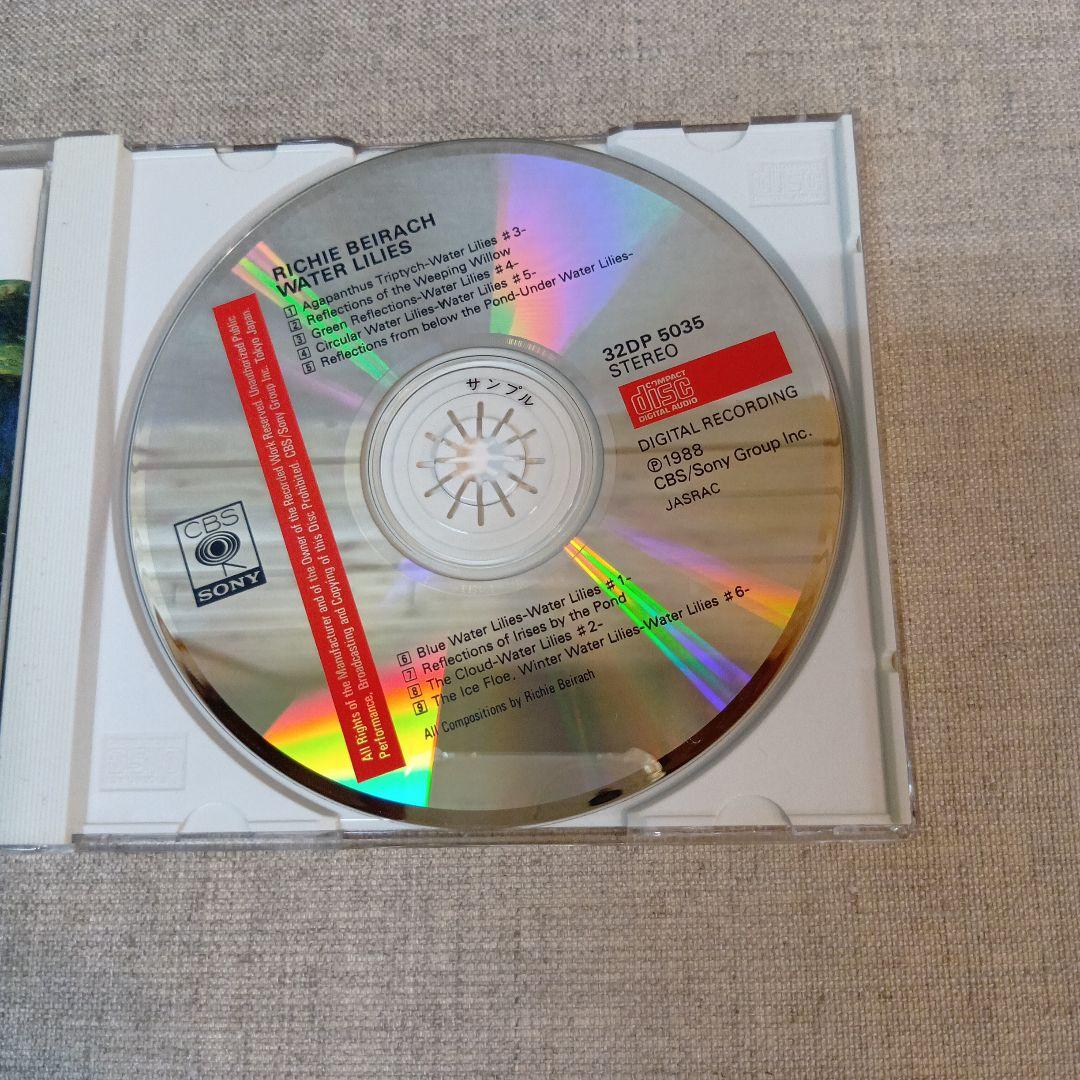 RICHIE BEIRACH
WATER LILIES
1 Agapanthus Triptych-Water Lilies #3-
2 Reflections of the Weeping Willow
3 Green Reflections-Water Lilies #4-
4 Circular Water Lilies-Water Lilies #5-
5 Reflections from below the Pond-Under Water Lilies-
32DP 5035
STEREO
COMPACT
disc
DIGITAL AUDIO
DIGITAL RECORDING
Ⓟ1988
CBS/Sony Group Inc.
JASRAC
サンプル
All Rights of the Manufacturer and of the Owner of the Recorded Work Reserved. Unauthorized Public
Performance, Broadcasting and Copying of this Disc Prohibited. CBS/Sony Group Inc. Tokyo Japan.
CBS
SONY
6 Blue Water Lilies-Water Lilies #1-
7 Reflections of Irises by the Pond
8 The Cloud-Water Lilies #2-
9 The Ice Floe, Winter Water Lilies-Water Lilies #6-
All Compositions by Richie Beirach
disc